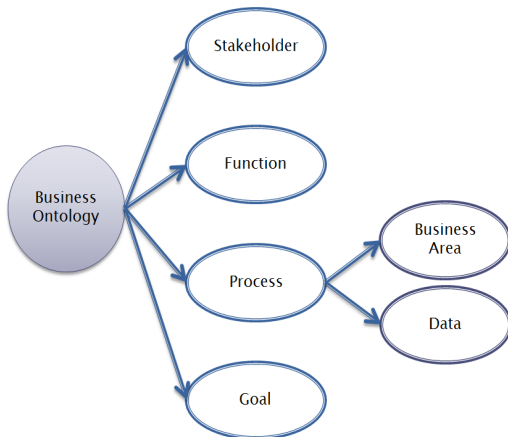 Stakeholder
Function
Business
Ontology
Business
Area
Process
Data
Goal